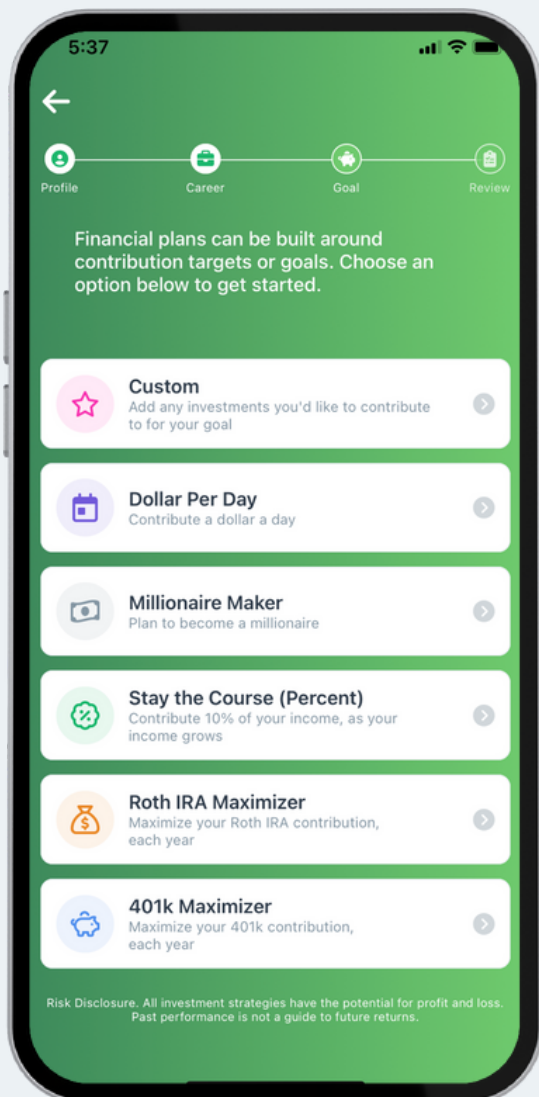 5:37
Profile Career Goal Review
Financial plans can be built around
contribution targets or goals. Choose an
option below to get started.
Custom
Add any investments you'd like to contribute
to for your goal
Dollar Per Day
Contribute a dollar a day
Millionaire Maker
Plan to become a millionaire
Stay the Course (Percent)
Contribute 10% of your income, as your
income grows
Roth IRA Maximizer
Maximize your Roth IRA contribution,
each year
401k Maximizer
Maximize your 401k contribution,
each year
Risk Disclosure. All investment strategies have the potential for profit and loss.
Past performance is not a guide to future returns.